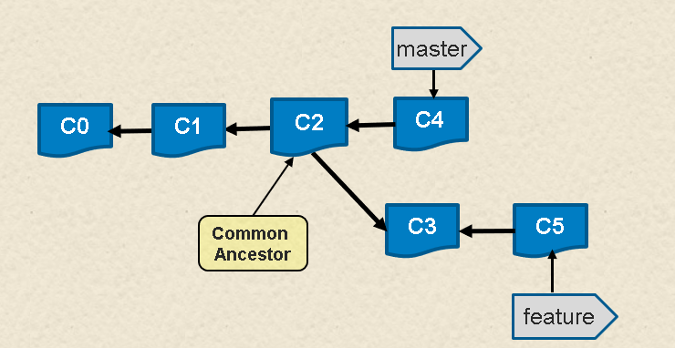 master
C0
C1
C2
C4
Common
Ancestor
C3
C5
feature